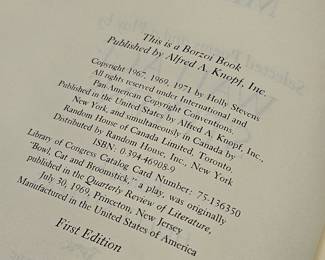 This is a Borzoi Book
Published by Alfred A. Knopf, Inc.
Copyright 1967, 1969, 1971 by Holly Stevens
All rights reserved under International and
Pan-American Copyright Conventions.
Published in the United States by Alfred A. Knopf, Inc.,
New York, and simultaneously in Canada by
Random House of Canada Limited, Toronto.
Distributed by Random House, Inc., New York
ISBN: 0-394-46908-9
Library of Congress Catalog Card Number: 75-136350
"Bowl, Cat and Broomstick," a play, was originally
published in the Quarterly Review of Literature,
July 30, 1969, Princeton, New Jersey
Manufactured in the United States of America
First Edition